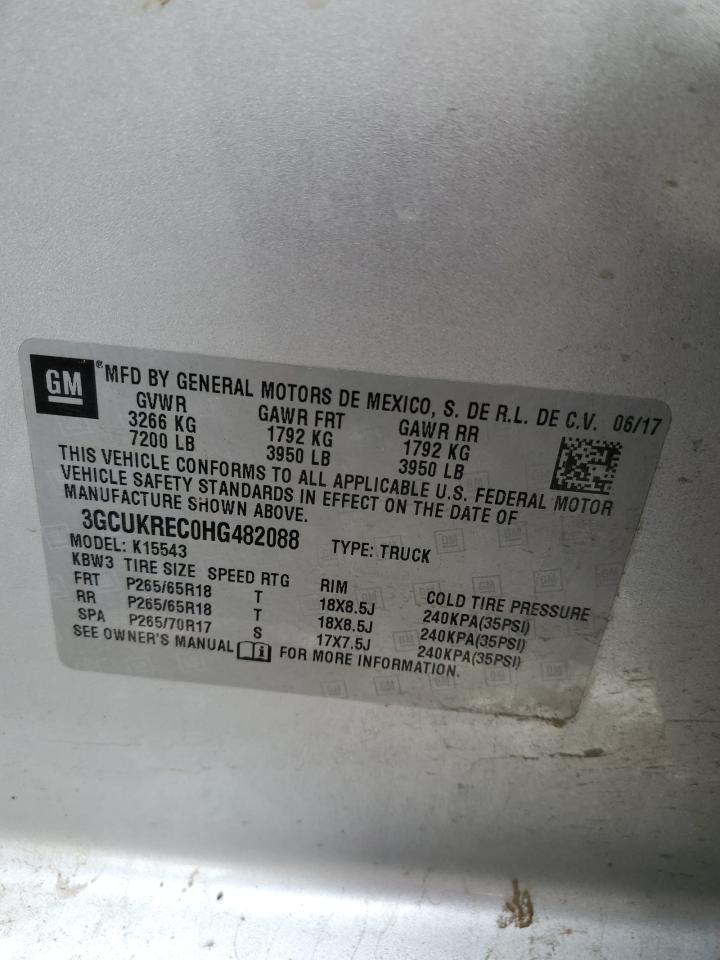 GM ® MFD BY GENERAL MOTORS DE MEXICO, S. DE R.L. DE C.V. 06/17
GVWR GAWR FRT GAWR RR
3266 KG 1792 KG 1792 KG
7200 LB 3950 LB 3950 LB
THIS VEHICLE CONFORMS TO ALL APPLICABLE U.S. FEDERAL MOTOR
VEHICLE SAFETY STANDARDS IN EFFECT ON THE DATE OF
MANUFACTURE SHOWN ABOVE.
3GCUKREC0HG482088 TYPE: TRUCK
MODEL: K15543
KBW3 TIRE SIZE SPEED RTG RIM COLD TIRE PRESSURE
FRT P265/65R18 T 18X8.5J 240KPA(35PSI)
RR P265/65R18 T 18X8.5J 240KPA(35PSI)
SPA P265/70R17 S 17X7.5J 240KPA(35PSI)
SEE OWNER'S MANUAL FOR MORE INFORMATION.